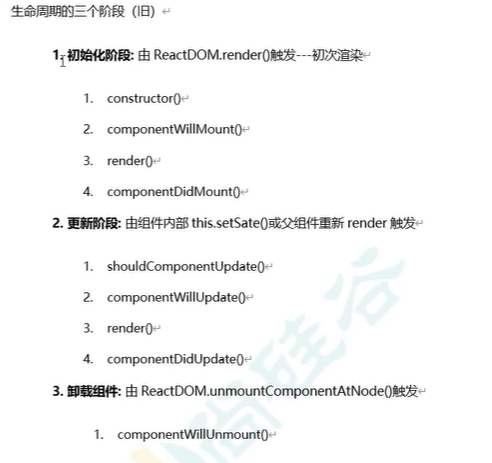 生命周期的三个阶段（旧）
1. 初始化阶段: 由 ReactDOM.render()触发---初次渲染
1. constructor()
2. componentWillMount()
3. render()
4. componentDidMount()
2. 更新阶段: 由组件内部 this.setSate()或父组件重新 render 触发
1. shouldComponentUpdate()
2. componentWillUpdate()
3. render()
4. componentDidUpdate()
3. 卸载组件: 由 ReactDOM.unmountComponentAtNode()触发
1. componentWillUnmount()
尚硅谷